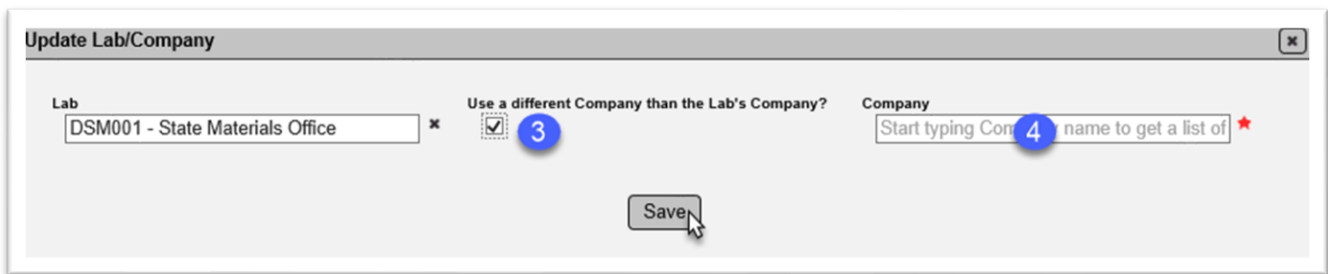 Update Lab/Company
Lab
Use a different Company than the Lab's Company?
Company
DSM001 - State Materials Office
3
Start typing Com
4
name to get a list of
Save